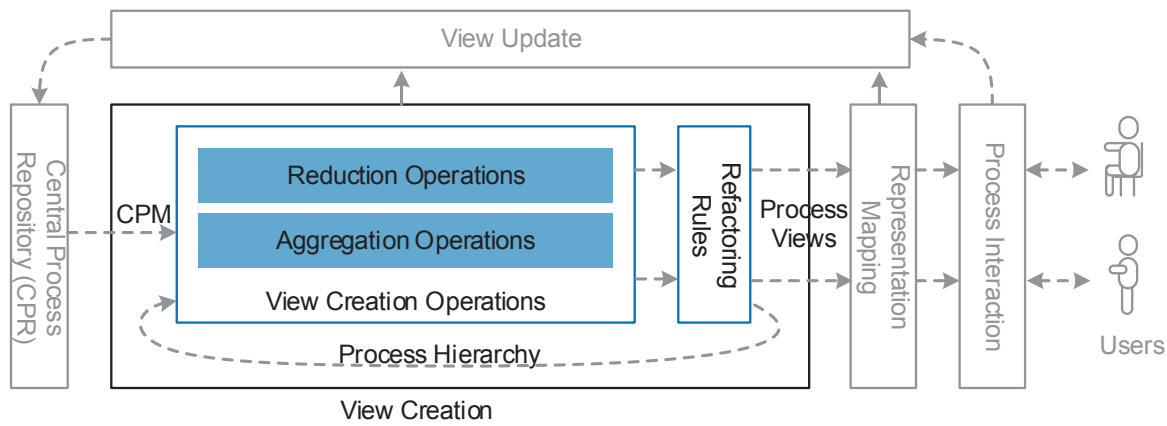 View Update
Central Process
Repository (CPR)
CPM
Reduction Operations
Aggregation Operations
View Creation Operations
Refactoring
Rules
Process
Views
Representation
Mapping
Process Interaction
Users
Process Hierarchy
View Creation